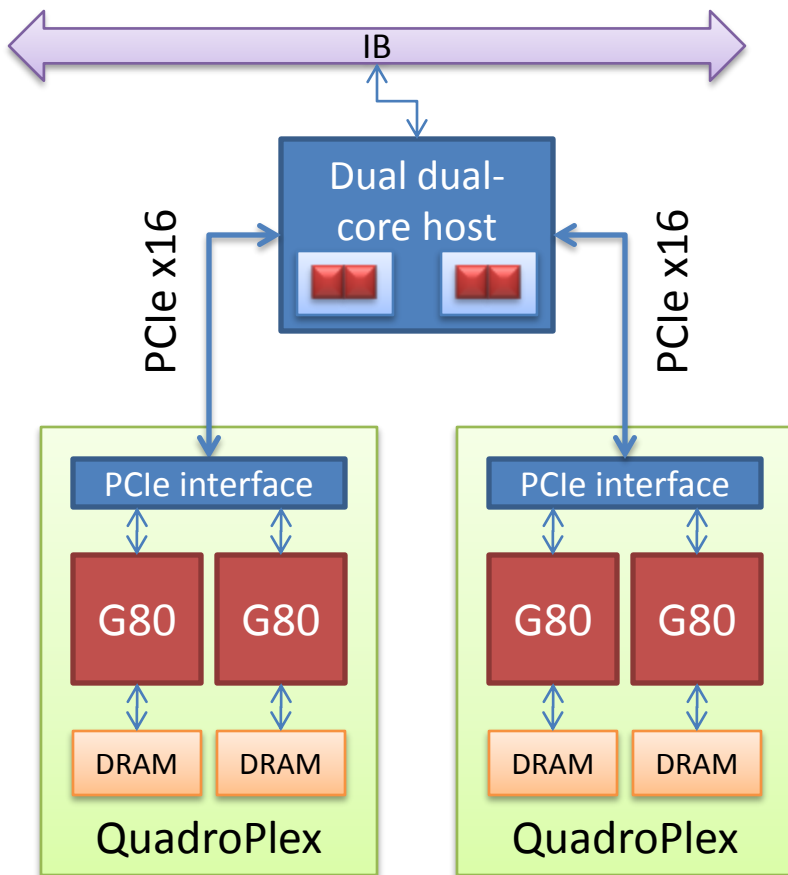 IB
Dual dual-
core host
PCIe x16
PCIe x16
PCIe interface
PCIe interface
G80
G80
G80
G80
DRAM
DRAM
DRAM
DRAM
QuadroPlex
QuadroPlex